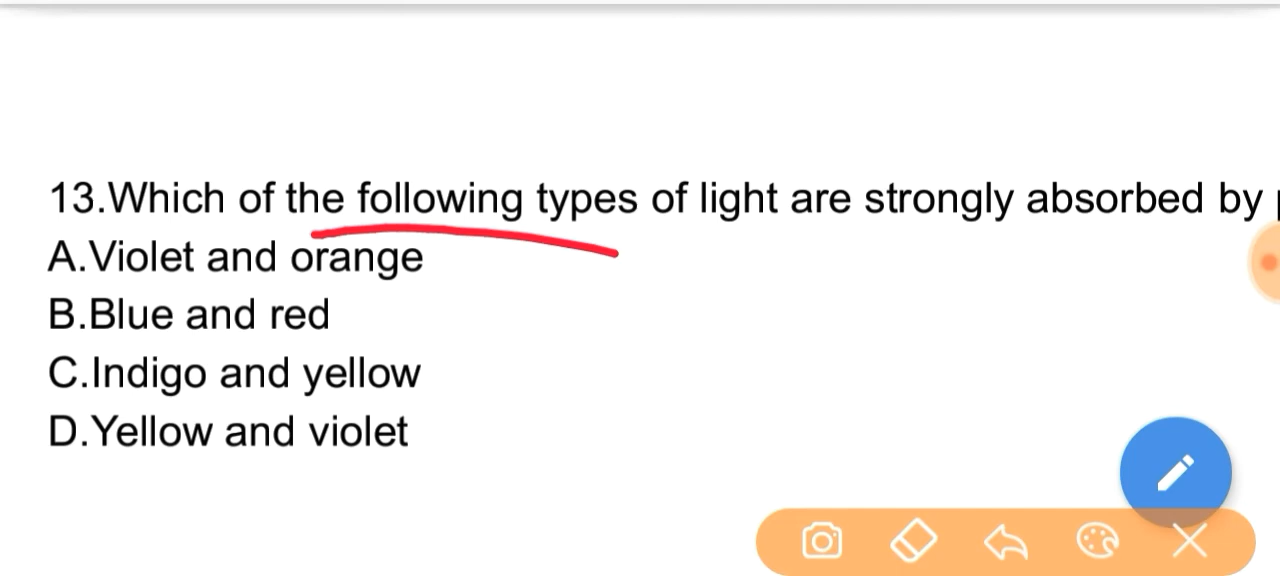 13.Which of the following types of light are strongly absorbed by
A.Violet and orange
B.Blue and red
C.Indigo and yellow
D.Yellow and violet